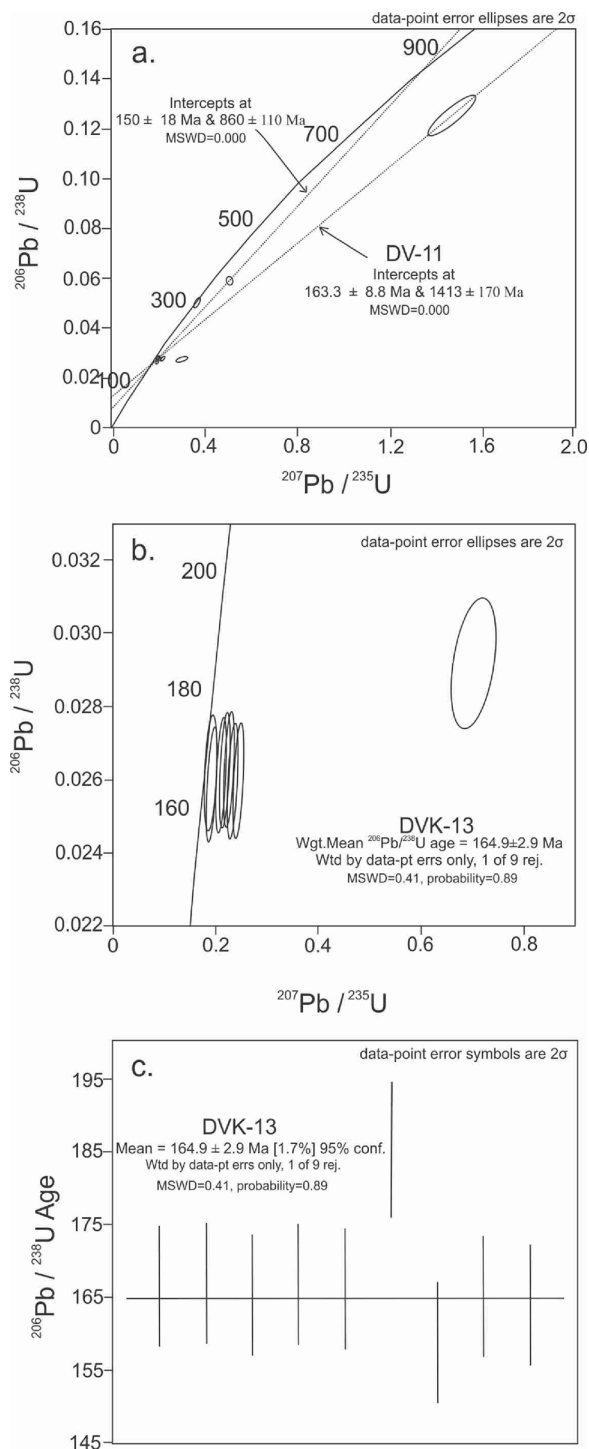 data-point error ellipses are 2σ
a.
0.16
0.14
0.12
0.10
0.08
0.06
0.04
0.02
0
100
300
500
700
900
Intercepts at
150 ± 18 Ma & 860 ± 110 Ma
MSWD=0.000
DV-11
Intercepts at
163.3 ± 8.8 Ma & 1413 ± 170 Ma
MSWD=0.000
0 0.4 0.8 1.2 1.6 2.0
206Pb / 238U
207Pb / 235U
b.
data-point error ellipses are 2σ
0.032
0.030
0.028
0.026
0.024
0.022
200
180
160
DVK-13
Wgt.Mean 206Pb/238U age = 164.9±2.9 Ma
Wtd by data-pt errs only, 1 of 9 rej.
MSWD=0.41, probability=0.89
0 0.2 0.4 0.6 0.8
206Pb / 238U
207Pb / 235U
c.
data-point error symbols are 2σ
195
185
175
165
155
145
DVK-13
Mean = 164.9 ± 2.9 Ma [1.7%] 95% conf.
Wtd by data-pt errs only, 1 of 9 rej.
MSWD=0.41, probability=0.89
206Pb / 238U Age